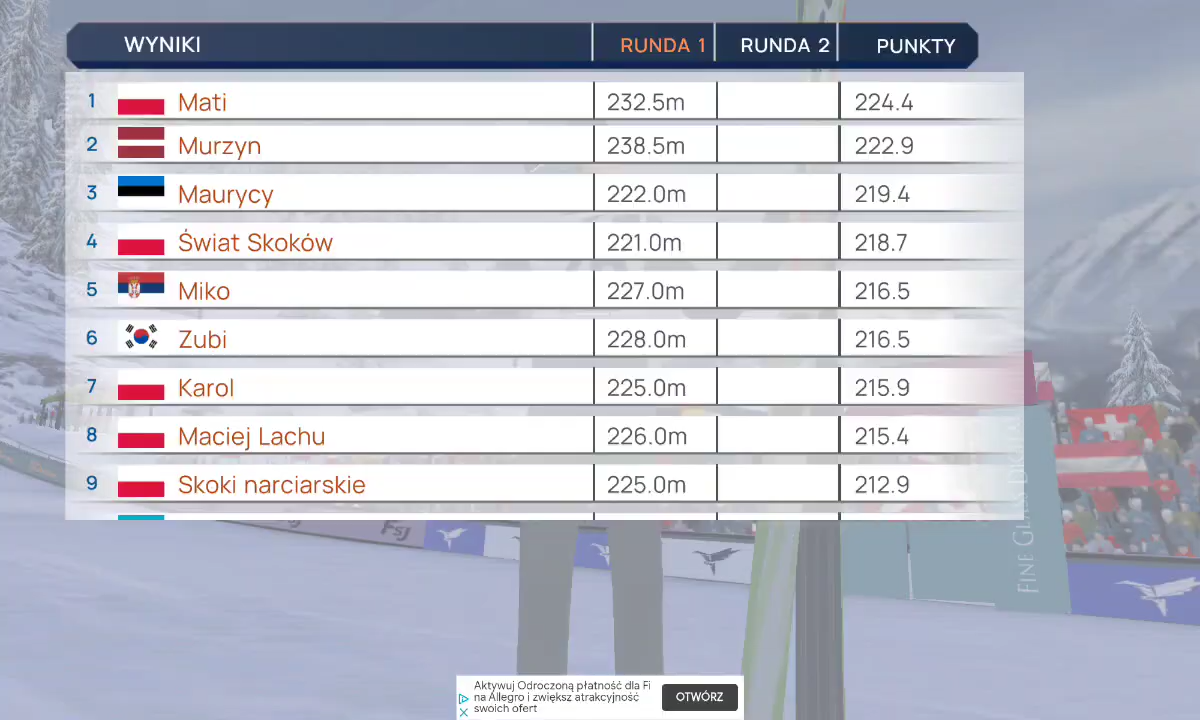 WYNIKI RUNDA 1 RUNDA 2 PUNKTY
1 Mati 232.5m 224.4
2 Murzyn 238.5m 222.9
3 Maurycy 222.0m 219.4
4 Świat Skoków 221.0m 218.7
5 Miko 227.0m 216.5
6 Zubi 228.0m 216.5
7 Karol 225.0m 215.9
8 Maciej Lachu 226.0m 215.4
9 Skoki narciarskie 225.0m 212.9
Fsj
FINE GLASS
Aktywuj Odroczoną płatność dla Fi
na Allegro i zwiększ atrakcyjność
swoich ofert
OTWÓRZ